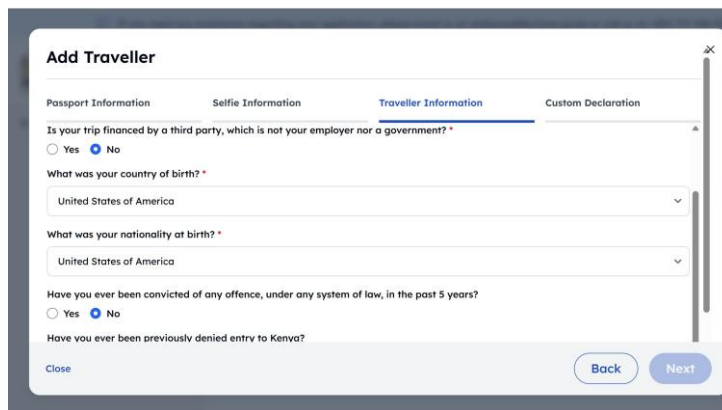 Add Traveller
Passport Information Selfie Information Traveller Information Custom Declaration
Is your trip financed by a third party, which is not your employer nor a government? *
Yes No
What was your country of birth? *
United States of America
What was your nationality at birth? *
United States of America
Have you ever been convicted of any offence, under any system of law, in the past 5 years?
Yes No
Have you ever been previously denied entry to Kenya?
Close Back Next